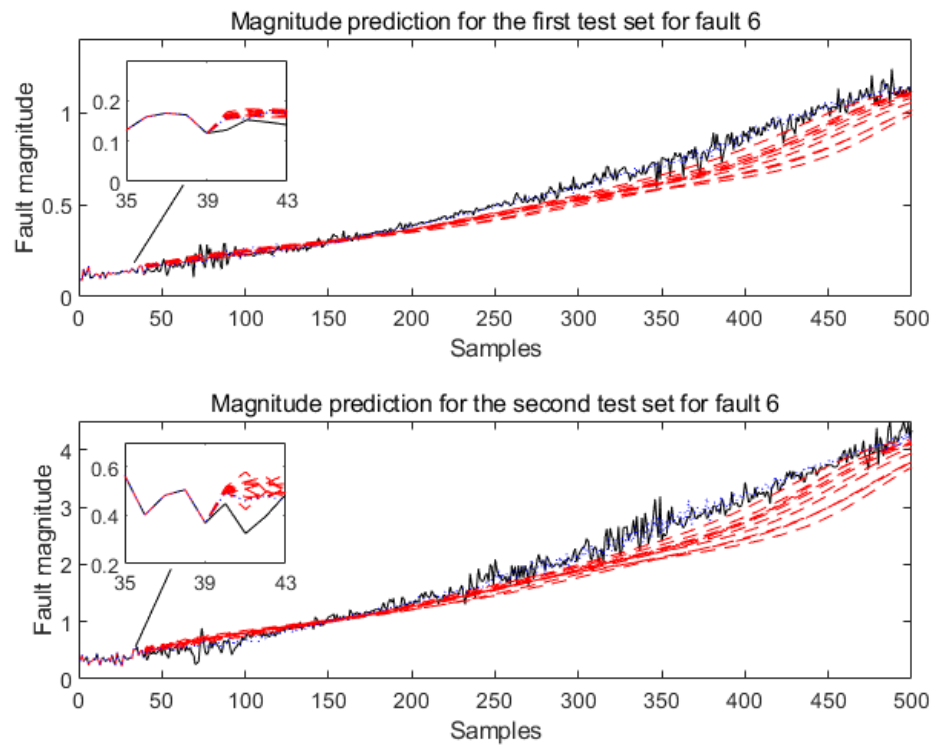 Magnitude prediction for the first test set for fault 6
Fault magnitude
1
0.5
0
0.2
0.1
0
35 39 43
0 50 100 150 200 250 300 350 400 450 500
Samples
Magnitude prediction for the second test set for fault 6
Fault magnitude
4
3
2
1
0
0.6
0.4
0.2
35 39 43
0 50 100 150 200 250 300 350 400 450 500
Samples